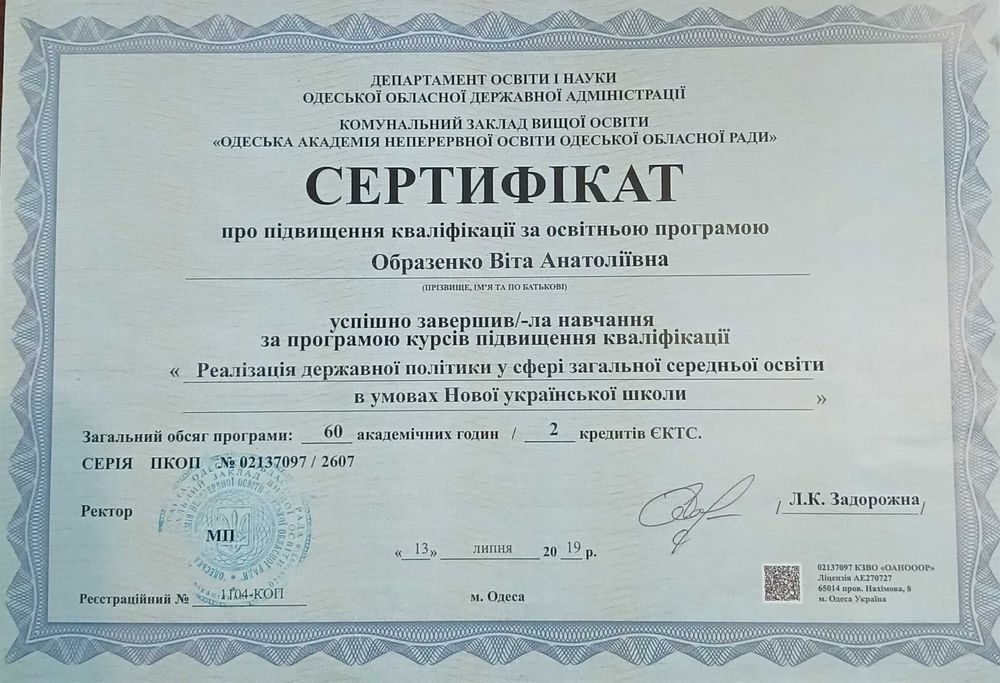 ДЕПАРТАМЕНТ ОСВІТИ І НАУКИ
ОДЕСЬКОЇ ОБЛАСНОЇ ДЕРЖАВНОЇ АДМІНІСТРАЦІЇ
КОМУНАЛЬНИЙ ЗАКЛАД ВИЩОЇ ОСВІТИ
«ОДЕСЬКА АКАДЕМІЯ НЕПЕРЕРВНОЇ ОСВІТИ ОДЕСЬКОЇ ОБЛАСНОЇ РАДИ»
СЕРТИФІКАТ
про підвищення кваліфікації за освітньою програмою
Образенко Віта Анатоліївна
(ПРІЗВИЩЕ, ІМ'Я ТА ПО БАТЬКОВІ)
успішно завершив/-ла навчання
за програмою курсів підвищення кваліфікації
« Реалізація державної політики у сфері загальної середньої освіти
в умовах Нової української школи »
Загальний обсяг програми: 60 академічних годин / 2 кредитів ЄКТС.
СЕРІЯ ПКОП № 02137097 / 2607
Ректор
МП
/ Л.К. Задорожна /
« 13» липня 20 19 р.
Реєстраційний № 1104-КОП
м. Одеса
02137097 КЗВО «ОАНОООР»
Ліцензія АЕ270727
65014 пров. Нахімова, 8
м. Одеса Україна